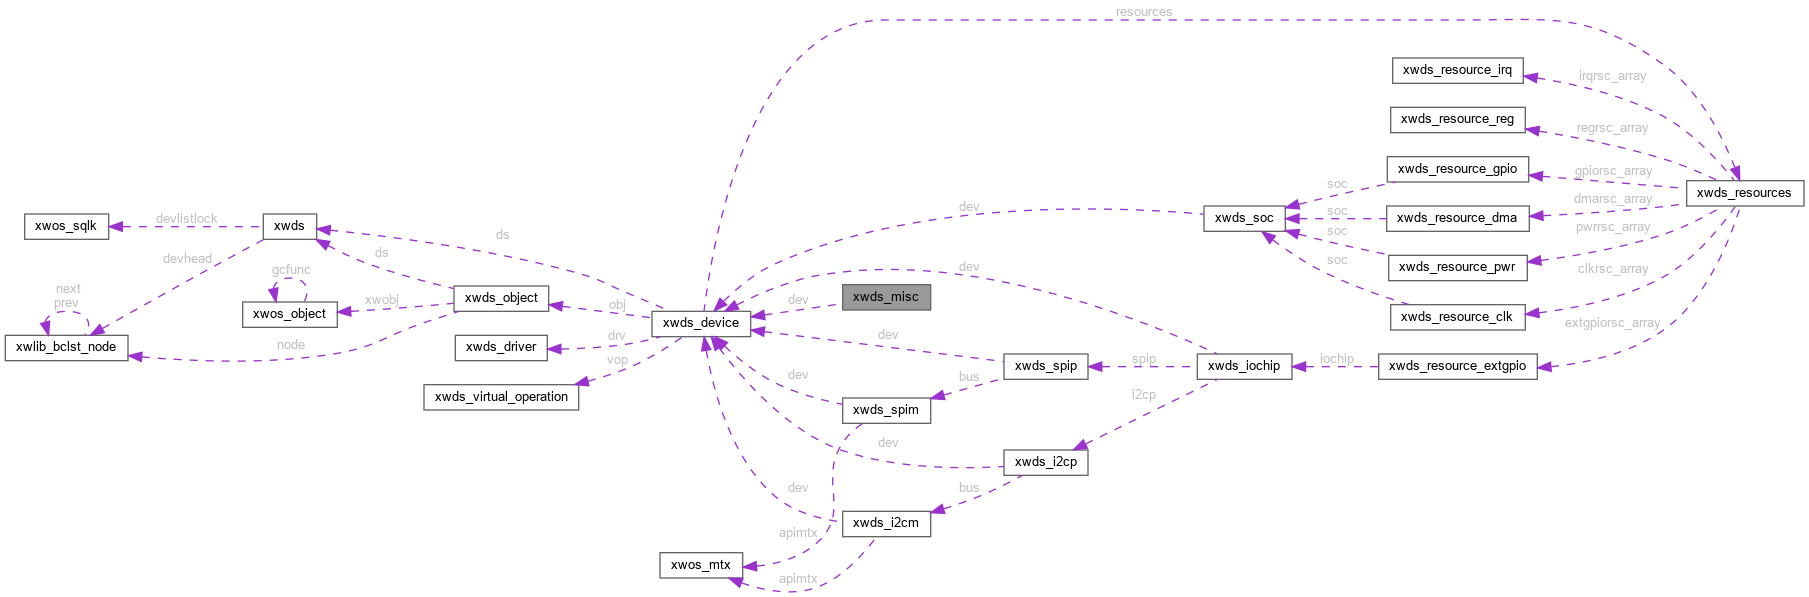 resources
xwds_resource_irq
irqrsc_array
xwds_resource_reg
regrsc_array
xwds_resource_gpio
gpiorsc_array
soc
xwds_resources
dmarsc_array
dev
xwds_soc
soc
xwds_resource_dma
xwos_sqlk
devlistlock
xwds
ds
pwrrsc_array
soc
ds
devhead
gcfunc
dev
soc
xwds_resource_pwr
clkrsc_array
next
prev
xwobj
xwds_object
obj
dev
xwds_misc
xwos_object
xwds_device
xwds_resource_clk
extgpiorsc_array
xwlib_bclst_node
node
xwds_driver
drv
dev
vop
spip
iochip
xwds_spip
xwds_iochip
xwds_resource_extgpio
dev
bus
xwds_virtual_operation
i2cp
xwds_spim
dev
xwds_i2cp
dev
bus
xwds_i2cm
apimtx
xwos_mtx
apimtx